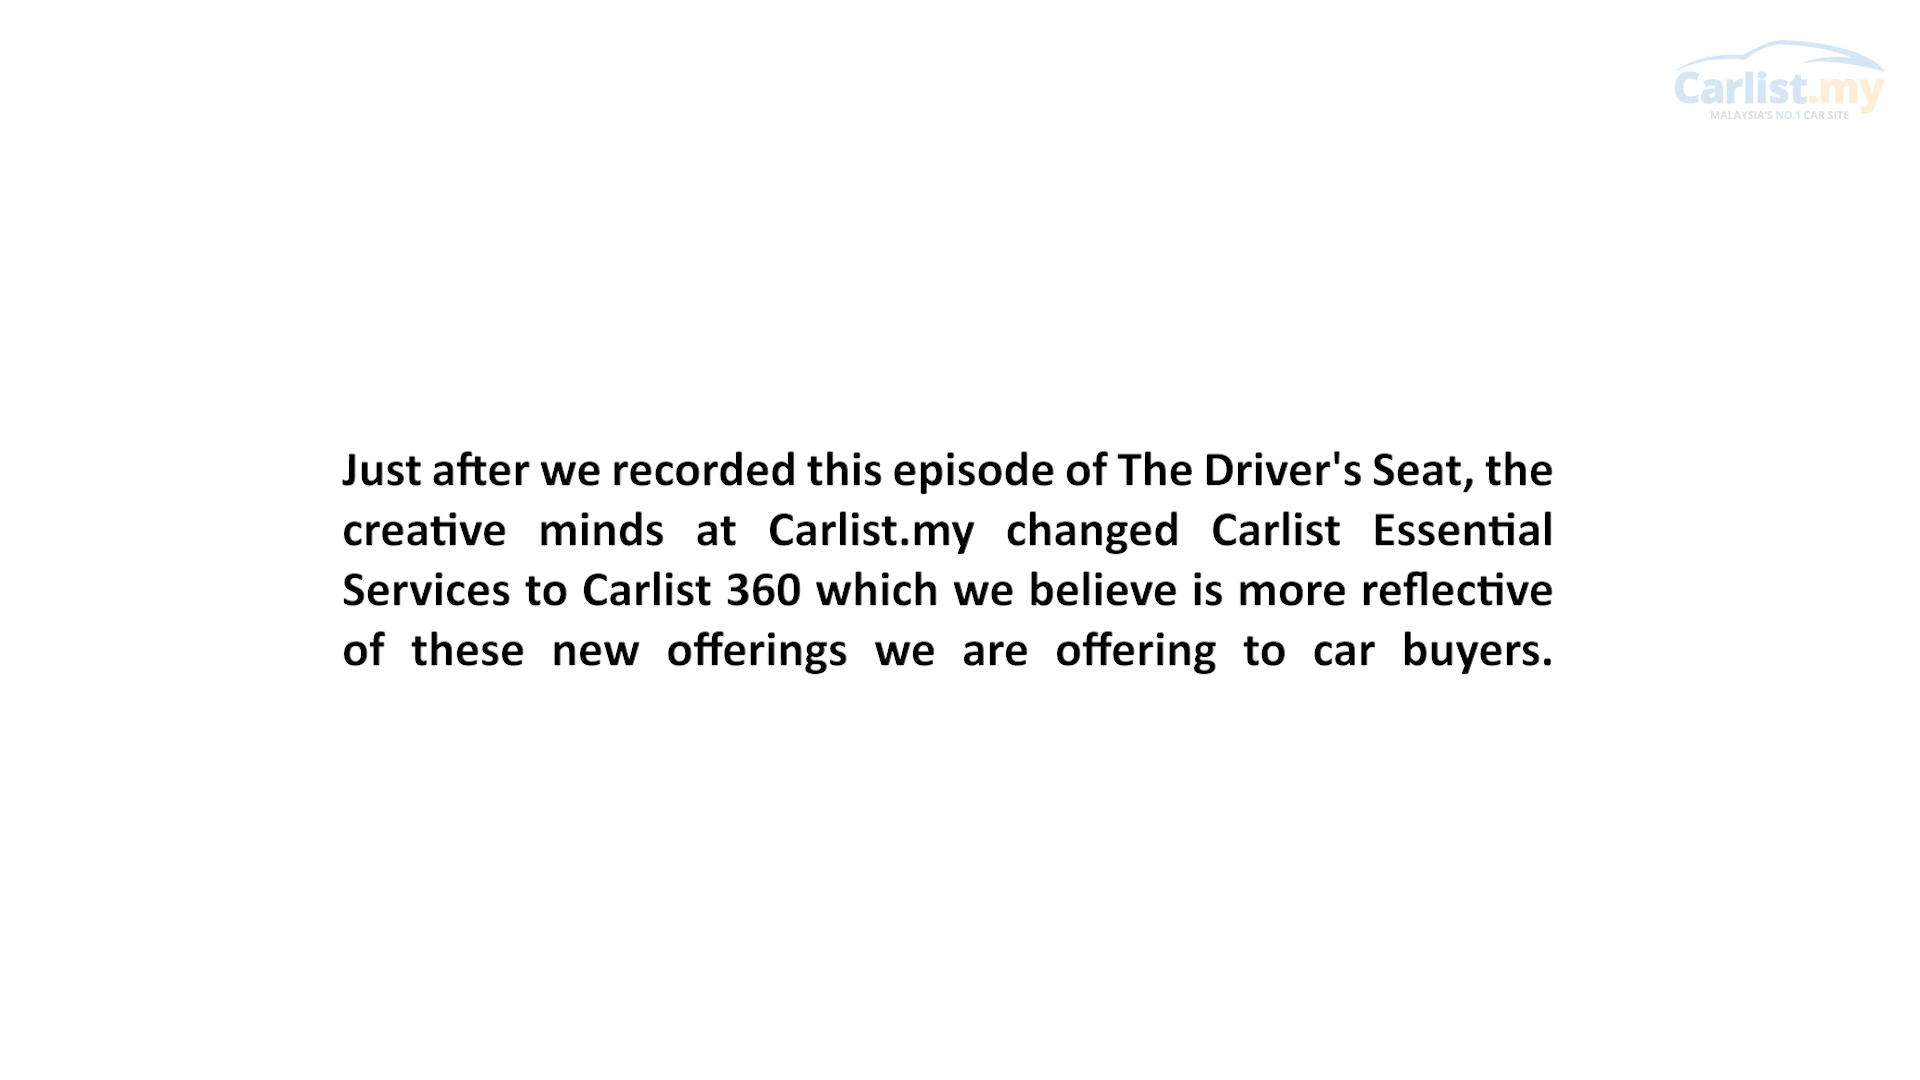 Carlist.my
MALAYSIA'S NO.1 CAR SITE
Just after we recorded this episode of The Driver's Seat, the
creative minds at Carlist.my changed Carlist Essential
Services to Carlist 360 which we believe is more reflective
of these new offerings we are offering to car buyers.